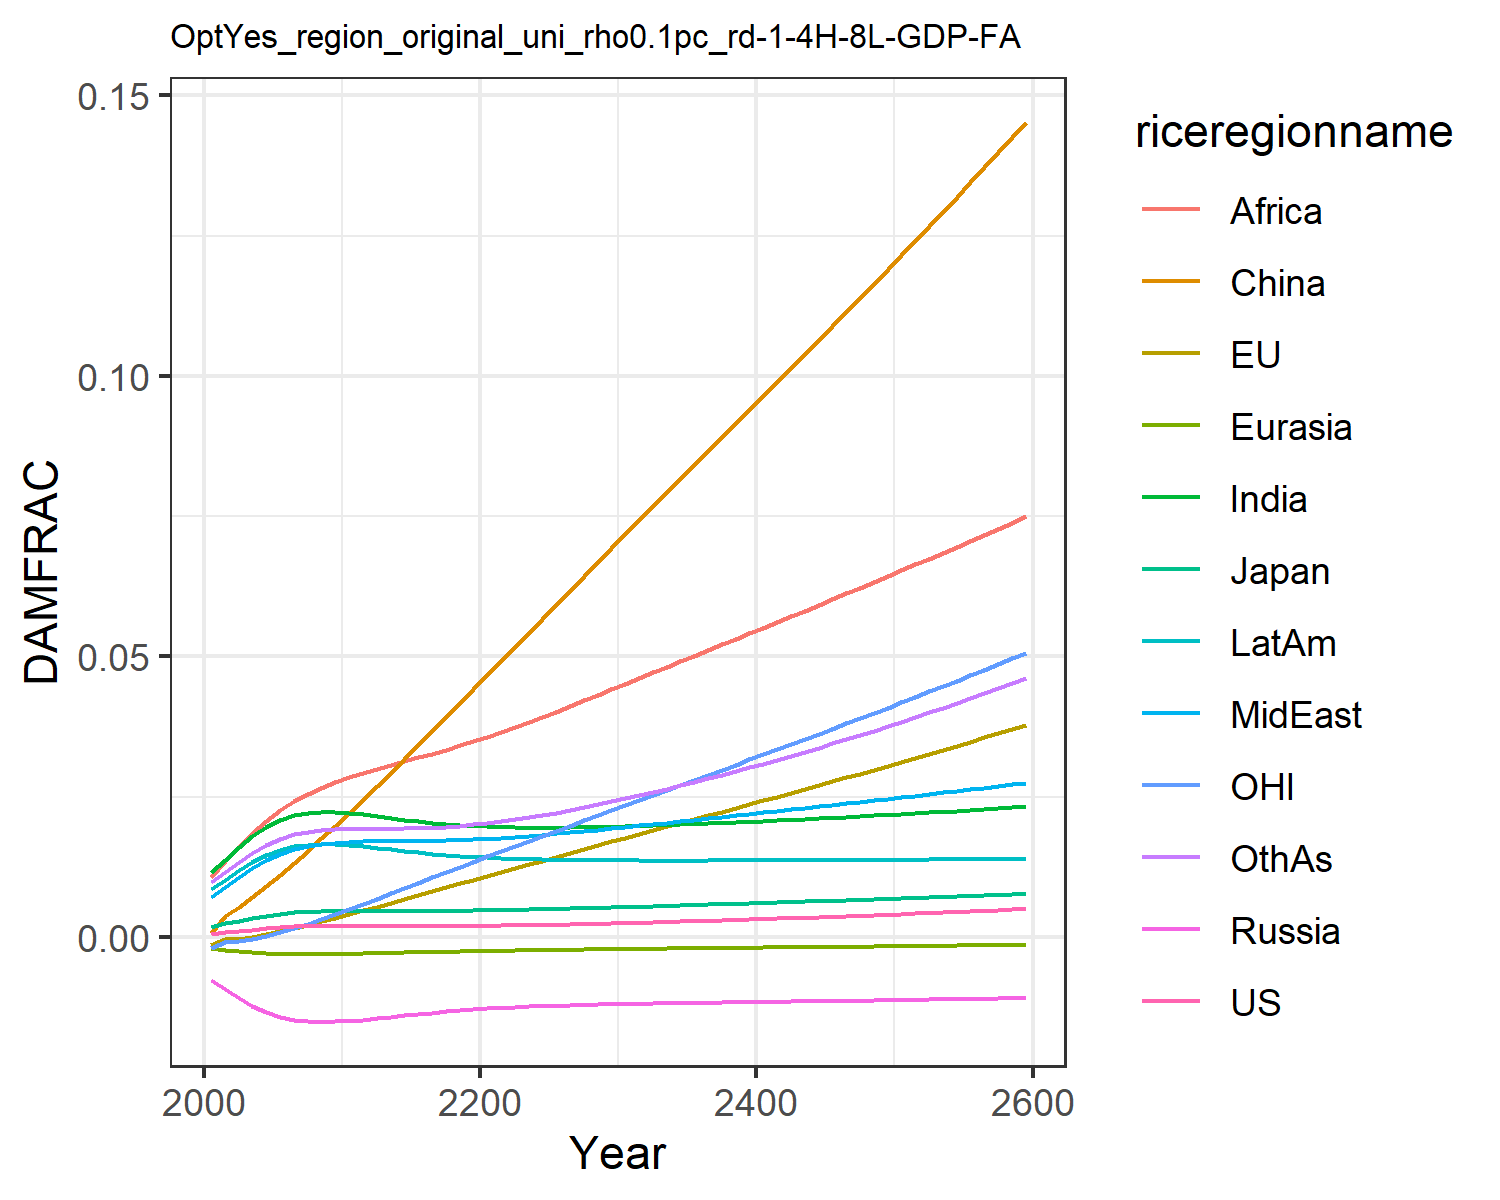 OptYes_region_original_uni_rho0.1pc_rd-1-4H-8L-GDP-FA
0.15
0.10
0.05
0.00
DAMFRAC
2000 2200 2400 2600
Year
riceregionname
Africa
China
EU
Eurasia
India
Japan
LatAm
MidEast
OHI
OthAs
Russia
US